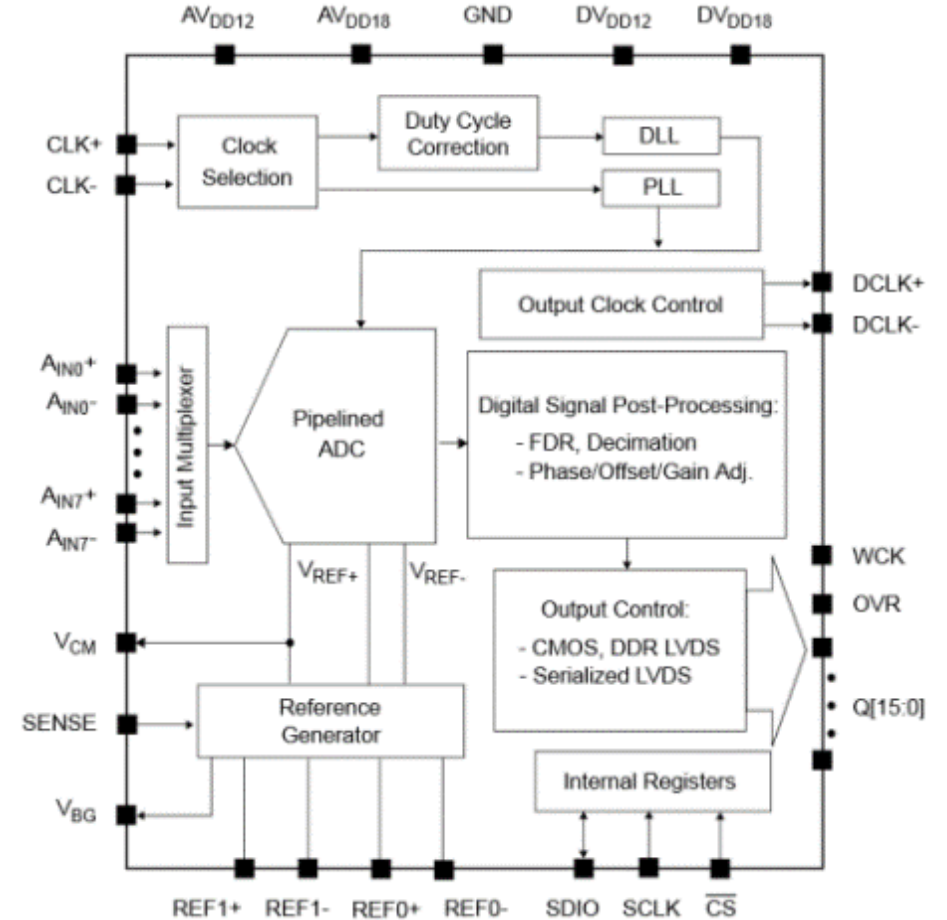 AVDD12 AVDD18 GND DVDD12 DVDD18
CLK+
CLK-
Clock
Selection
Duty Cycle
Correction
DLL
PLL
Output Clock Control
DCLK+
DCLK-
AIN0+
AIN0-
AIN7+
AIN7-
Input Multiplexer
Pipelined
ADC
Digital Signal Post-Processing:
- FDR, Decimation
- Phase/Offset/Gain Adj.
VREF+ VREF-
Output Control:
- CMOS, DDR LVDS
- Serialized LVDS
WCK
OVR
Q[15:0]
VCM
SENSE
VBG
Reference
Generator
Internal Registers
REF1+ REF1- REF0+ REF0- SDIO SCLK C̅S̅